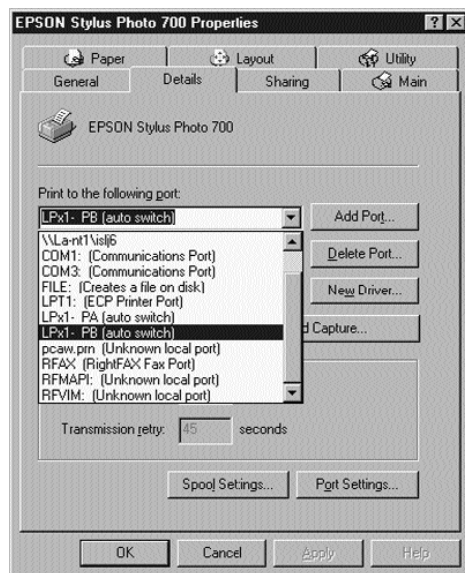 EPSON Stylus Photo 700 Properties
Paper Layout Utility
General Details Sharing Main
EPSON Stylus Photo 700
Print to the following port:
LPx1- PB (auto switch) Add Port...
\\La-nt1\islj6
COM1: (Communications Port) Delete Port...
COM3: (Communications Port)
FILE: (Creates a file on disk) New Driver...
LPT1: (ECP Printer Port)
LPx1- PA (auto switch)
LPx1- PB (auto switch) d Capture...
pcaw.prn (Unknown local port)
RFAX (RightFAX Fax Port)
RFMAPI: (Unknown local port)
RFVIM: (Unknown local port)
Transmission retry: 45 seconds
Spool Settings... Port Settings...
OK Cancel Apply Help